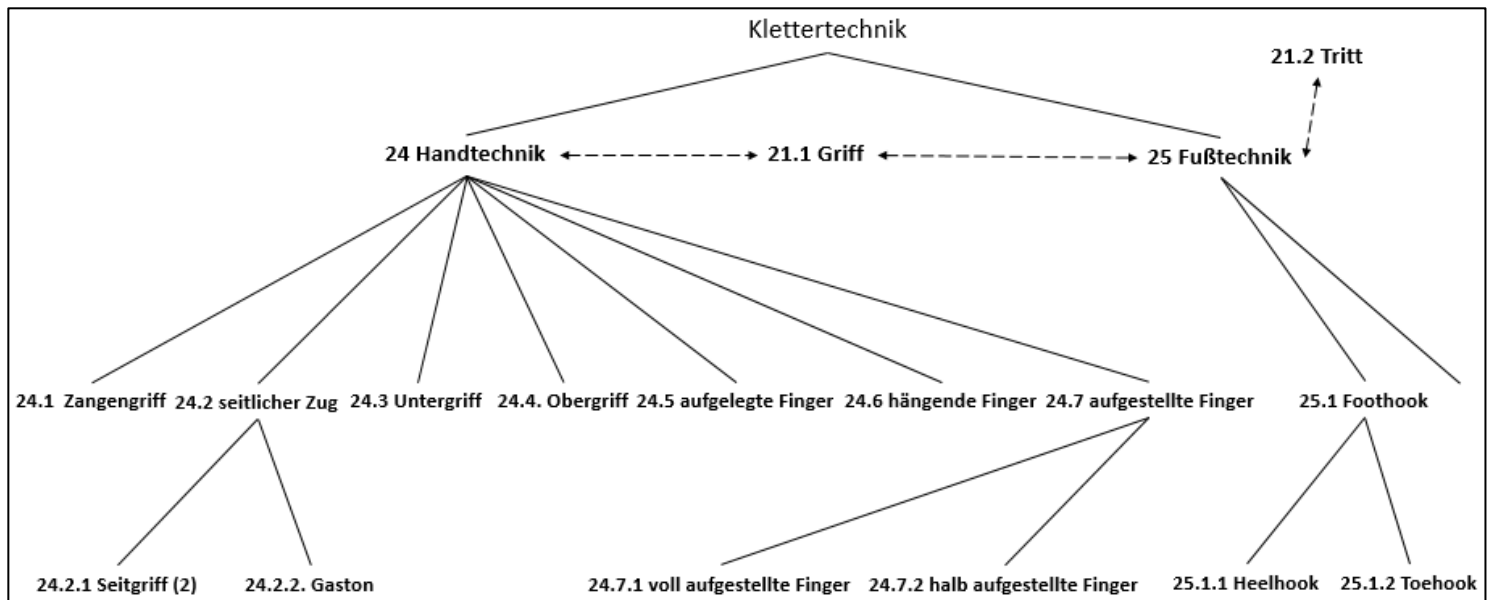 Klettertechnik
21.2 Tritt
24 Handtechnik 21.1 Griff 25 Fußtechnik
24.1 Zangengriff 24.2 seitlicher Zug 24.3 Untergriff 24.4. Obergriff 24.5 aufgelegte Finger 24.6 hängende Finger 24.7 aufgestellte Finger 25.1 Foothook
24.2.1 Seitgriff (2) 24.2.2. Gaston 24.7.1 voll aufgestellte Finger 24.7.2 halb aufgestellte Finger 25.1.1 Heelhook 25.1.2 Toehook